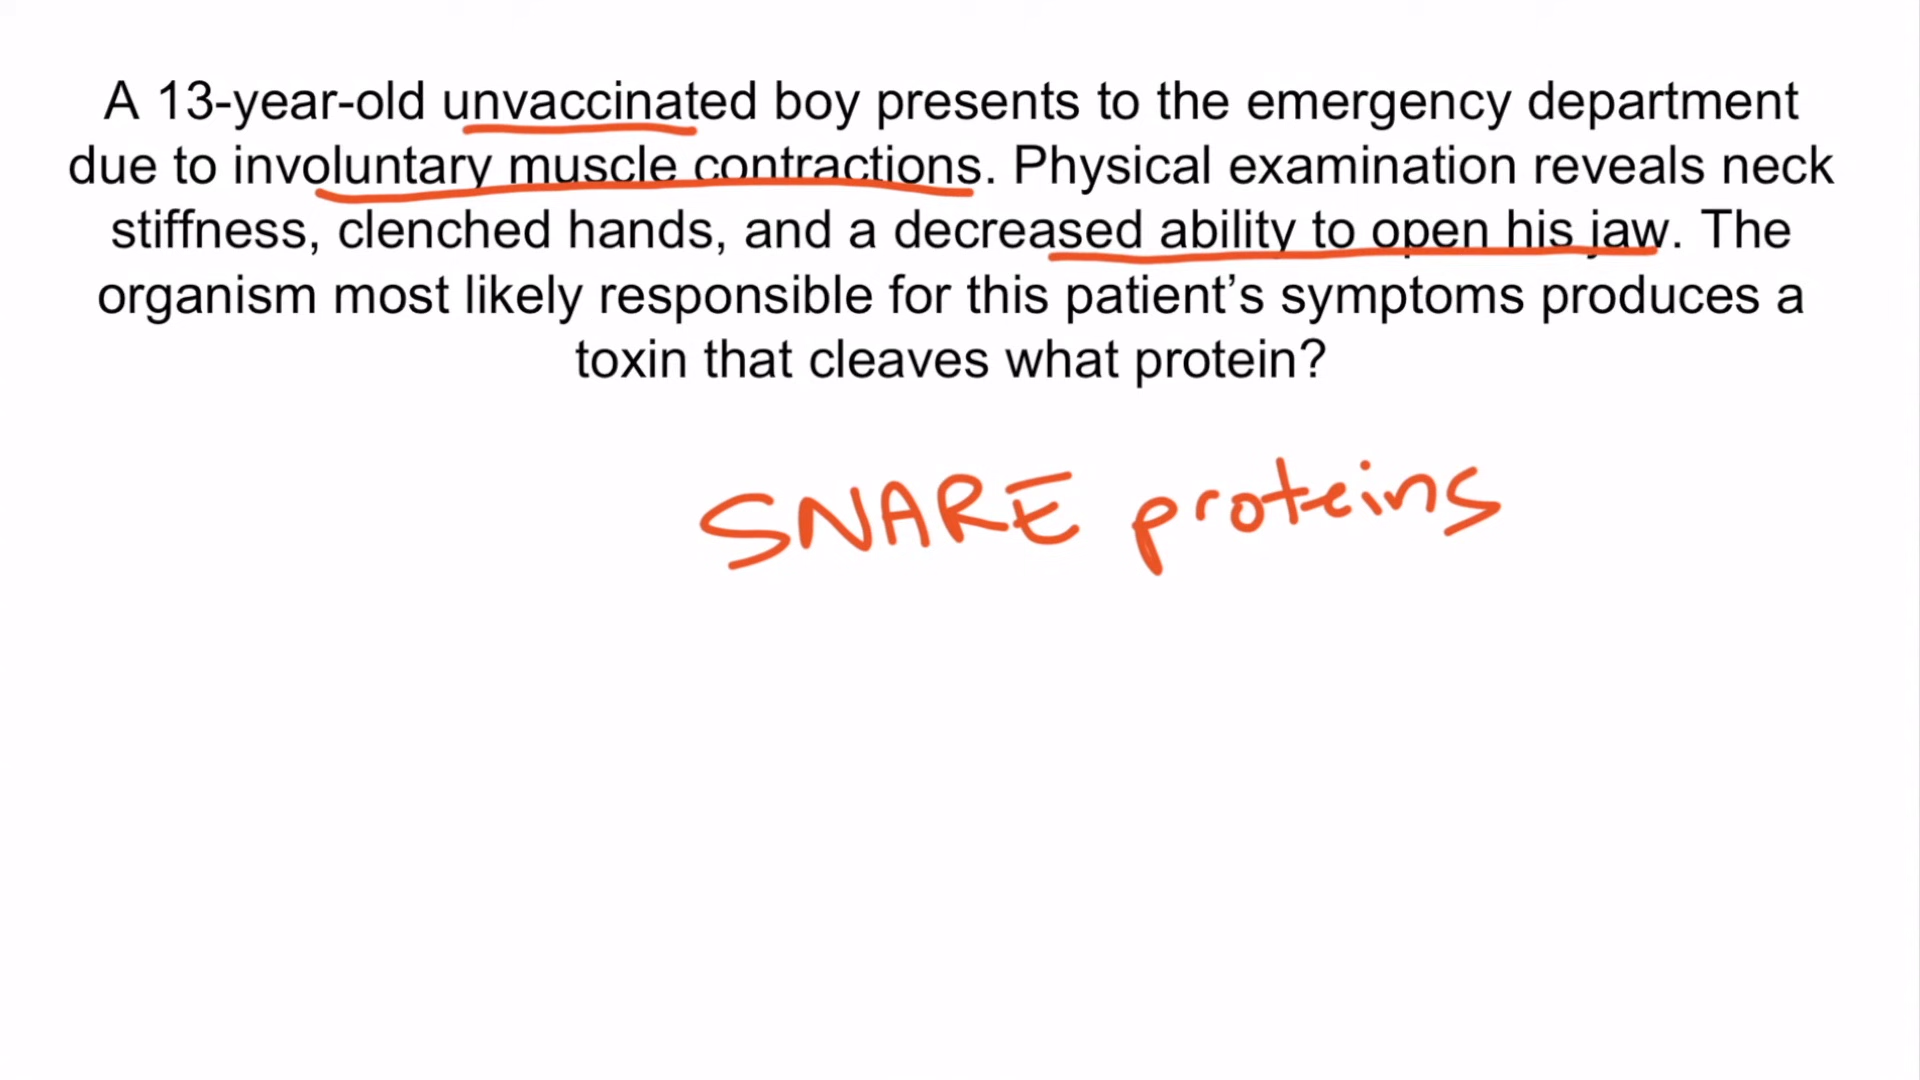 A 13-year-old unvaccinated boy presents to the emergency department
due to involuntary muscle contractions. Physical examination reveals neck
stiffness, clenched hands, and a decreased ability to open his jaw. The
organism most likely responsible for this patient’s symptoms produces a
toxin that cleaves what protein?
SNARE proteins